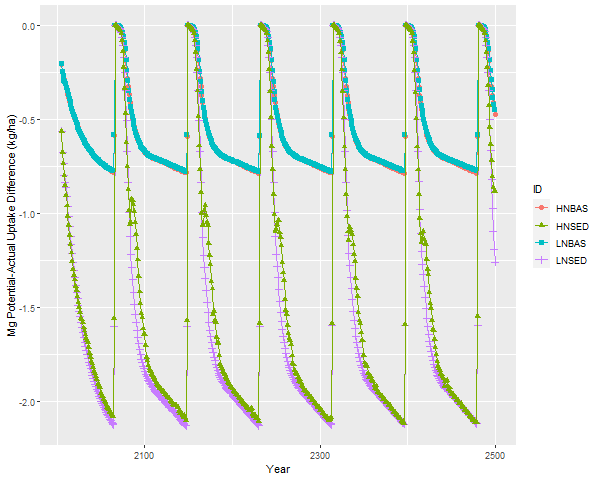 Mg Potential-Actual Uptake Difference (kg/ha)
0.0
-0.5
-1.0
-1.5
-2.0
2100
2300
2500
Year
ID
HNBAS
HNSED
LNBAS
LNSED